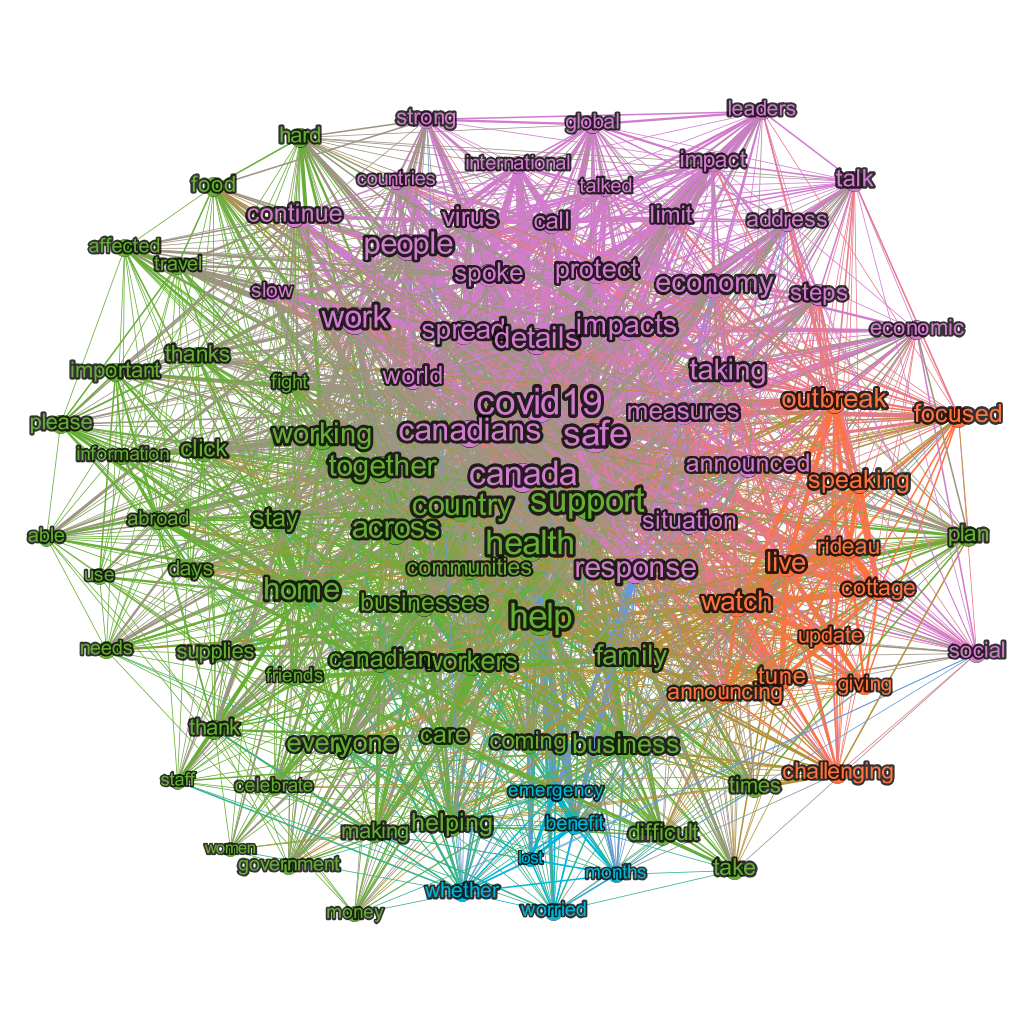 leaders
strong
global
hard
international
impact
countries
talked
talk
food
continue
virus
call
limit
address
people
affected
travel
spoke
protect
economy
slow
steps
work
spread
details
impacts
economic
thanks
important
fight
world
taking
covid19
outbreak
measures
focused
please
working
canadians
safe
information
click
together
canada
announced
speaking
country
support
abroad
stay
across
situation
able
health
plan
rideau
use
days
communities
response
live
home
cottage
businesses
help
watch
update
needs
supplies
canadian
workers
family
social
friends
announcing
tune
giving
thank
everyone
care
coming
business
challenging
staff
celebrate
emergency
times
making
helping
benefit
difficult
women
government
lost
months
take
whether
money
worried